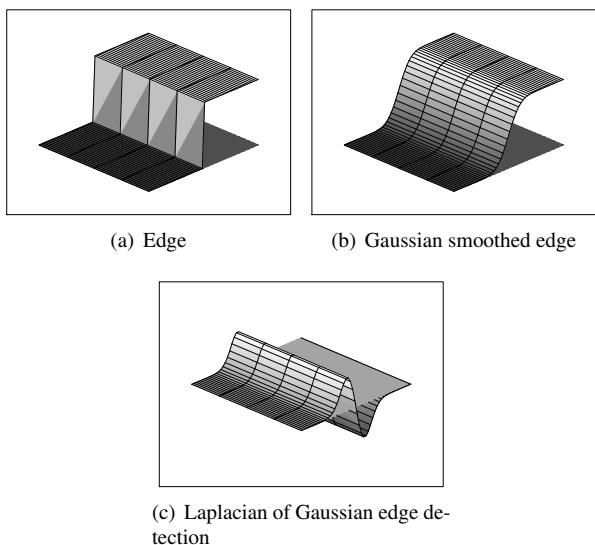 (a) Edge
(b) Gaussian smoothed edge
(c) Laplacian of Gaussian edge de-
tection